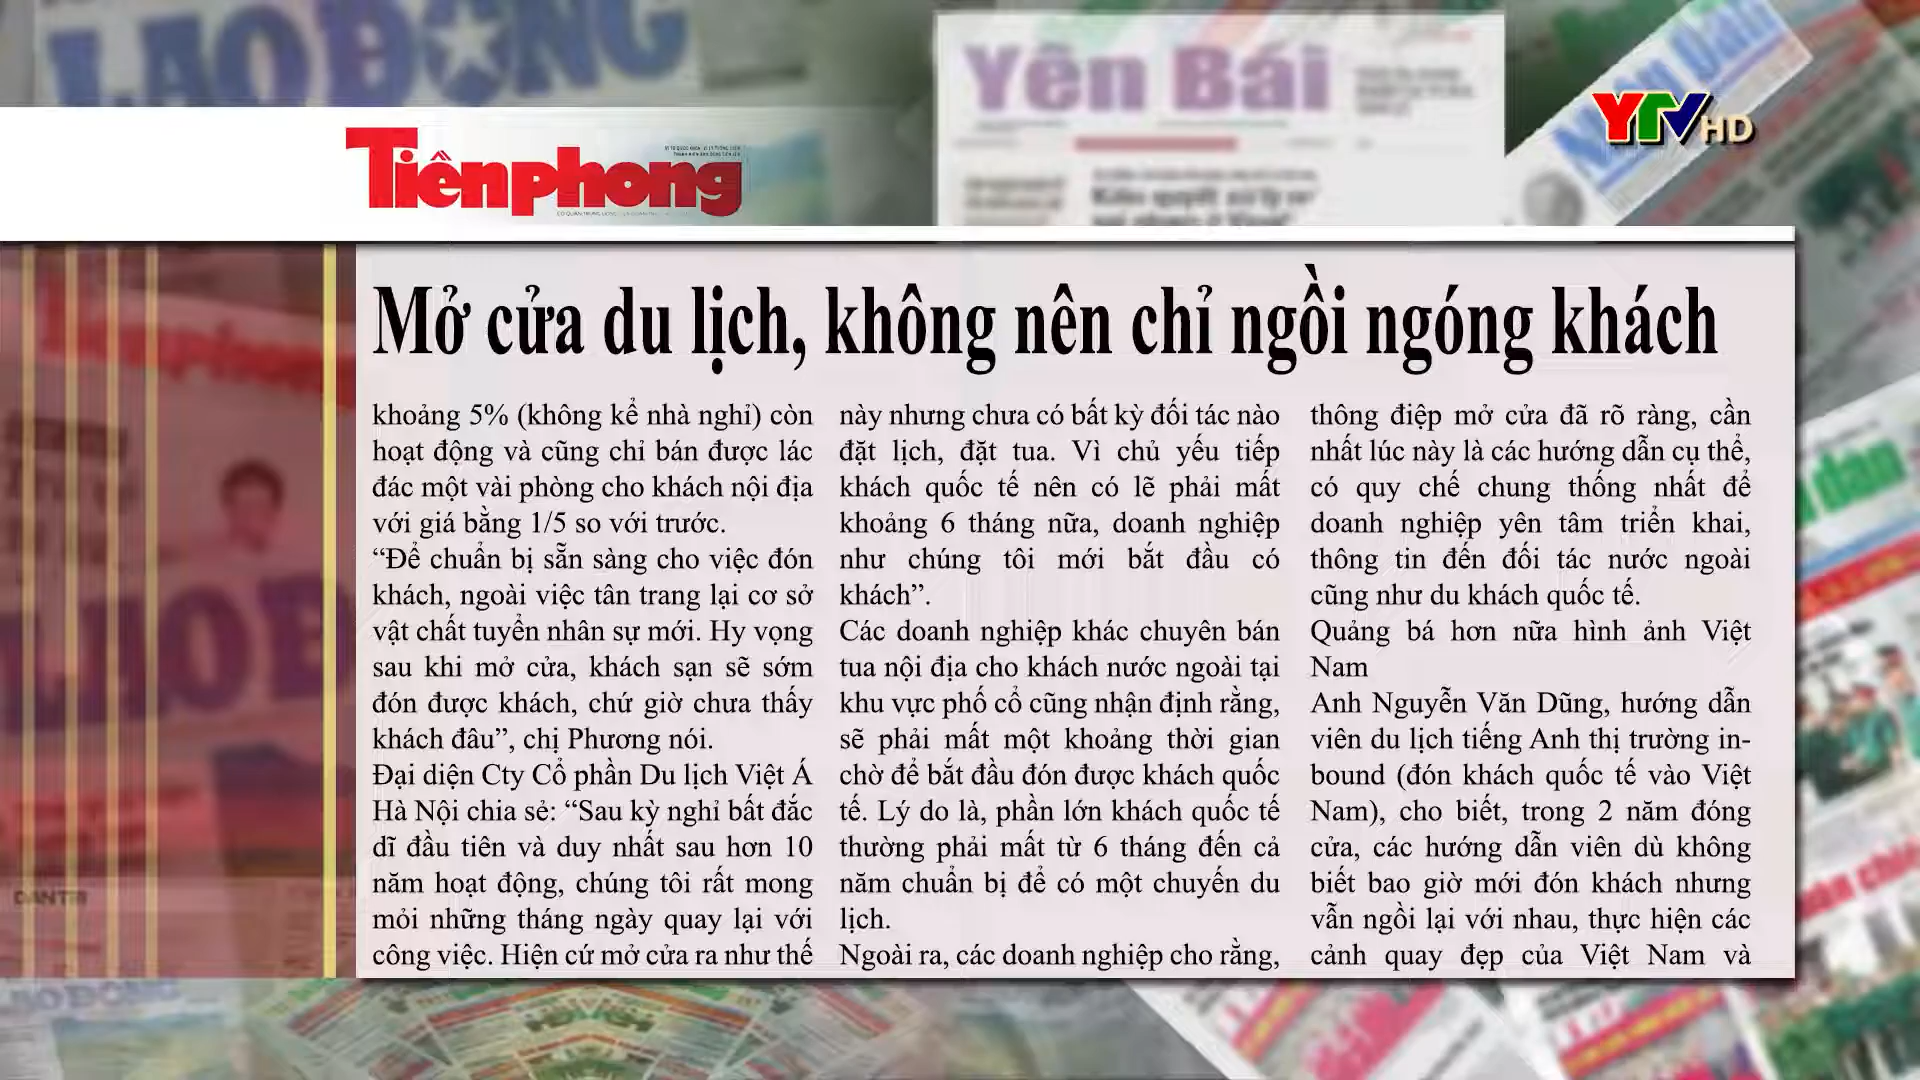 LAO ĐỘNG
Yên Bái
Nhân Dân
YTV HD
Tiền phong
Mở cửa du lịch, không nên chỉ ngồi ngóng khách
khoảng 5% (không kể nhà nghỉ) còn
hoạt động và cũng chỉ bán được lác
đác một vài phòng cho khách nội địa
với giá bằng 1/5 so với trước.
“Để chuẩn bị sẵn sàng cho việc đón
khách, ngoài việc tân trang lại cơ sở
vật chất tuyển nhân sự mới. Hy vọng
sau khi mở cửa, khách sạn sẽ sớm
đón được khách, chứ giờ chưa thấy
khách đâu”, chị Phương nói.
Đại diện Cty Cổ phần Du lịch Việt Á
Hà Nội chia sẻ: “Sau kỳ nghỉ bất đắc
dĩ đầu tiên và duy nhất sau hơn 10
năm hoạt động, chúng tôi rất mong
mỏi những tháng ngày quay lại với
công việc. Hiện cứ mở cửa ra như thế
này nhưng chưa có bất kỳ đối tác nào
đặt lịch, đặt tua. Vì chủ yếu tiếp
khách quốc tế nên có lẽ phải mất
khoảng 6 tháng nữa, doanh nghiệp
như chúng tôi mới bắt đầu có
khách”.
Các doanh nghiệp khác chuyên bán
tua nội địa cho khách nước ngoài tại
khu vực phố cổ cũng nhận định rằng,
sẽ phải mất một khoảng thời gian
chờ để bắt đầu đón được khách quốc
tế. Lý do là, phần lớn khách quốc tế
thường phải mất từ 6 tháng đến cả
năm chuẩn bị để có một chuyến du
lịch.
Ngoài ra, các doanh nghiệp cho rằng,
thông điệp mở cửa đã rõ ràng, cần
nhất lúc này là các hướng dẫn cụ thể,
có quy chế chung thống nhất để
doanh nghiệp yên tâm triển khai,
thông tin đến đối tác nước ngoài
cũng như du khách quốc tế.
Quảng bá hơn nữa hình ảnh Việt
Nam
Anh Nguyễn Văn Dũng, hướng dẫn
viên du lịch tiếng Anh thị trường in-
bound (đón khách quốc tế vào Việt
Nam), cho biết, trong 2 năm đóng
cửa, các hướng dẫn viên dù không
biết bao giờ mới đón khách nhưng
vẫn ngồi lại với nhau, thực hiện các
cảnh quay đẹp của Việt Nam và